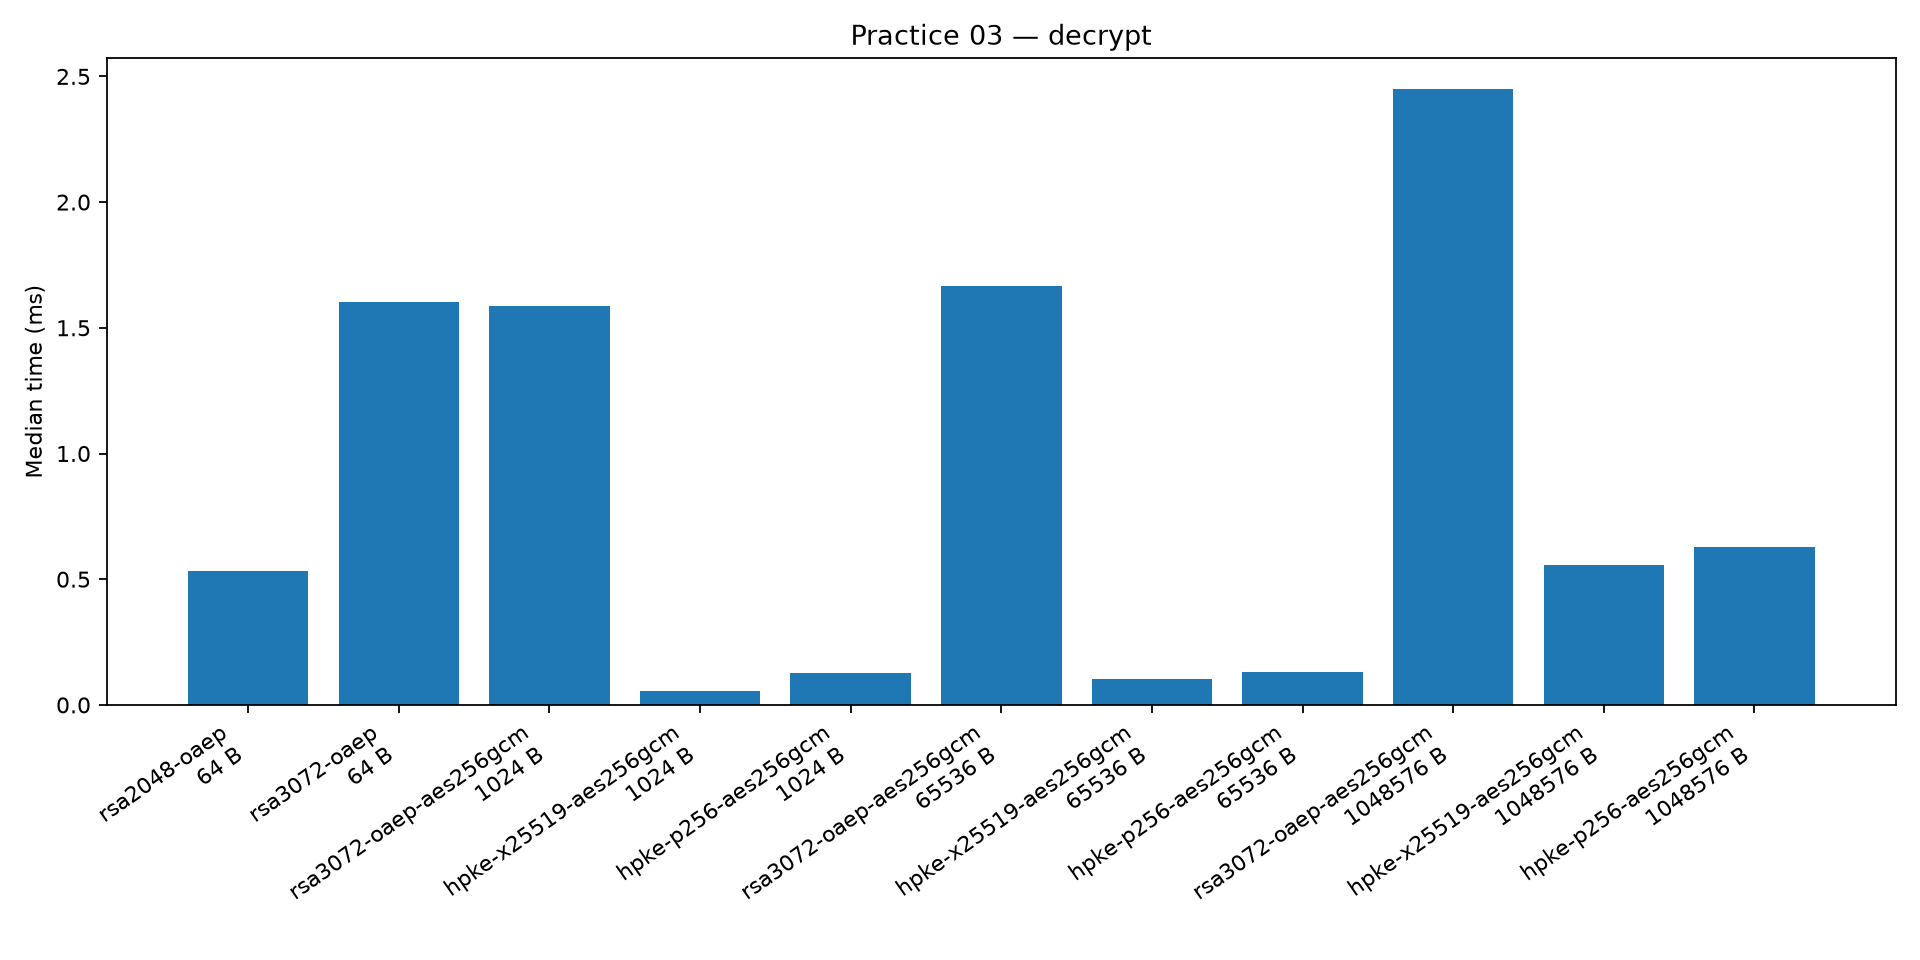 Practice 03 — decrypt
Median time (ms)
2.5
2.0
1.5
1.0
0.5
0.0
rsa2048-oaep
64 B
rsa3072-oaep
64 B
rsa3072-oaep-aes256gcm
1024 B
hpke-x25519-aes256gcm
1024 B
hpke-p256-aes256gcm
1024 B
rsa3072-oaep-aes256gcm
65536 B
hpke-x25519-aes256gcm
65536 B
hpke-p256-aes256gcm
65536 B
rsa3072-oaep-aes256gcm
1048576 B
hpke-x25519-aes256gcm
1048576 B
hpke-p256-aes256gcm
1048576 B